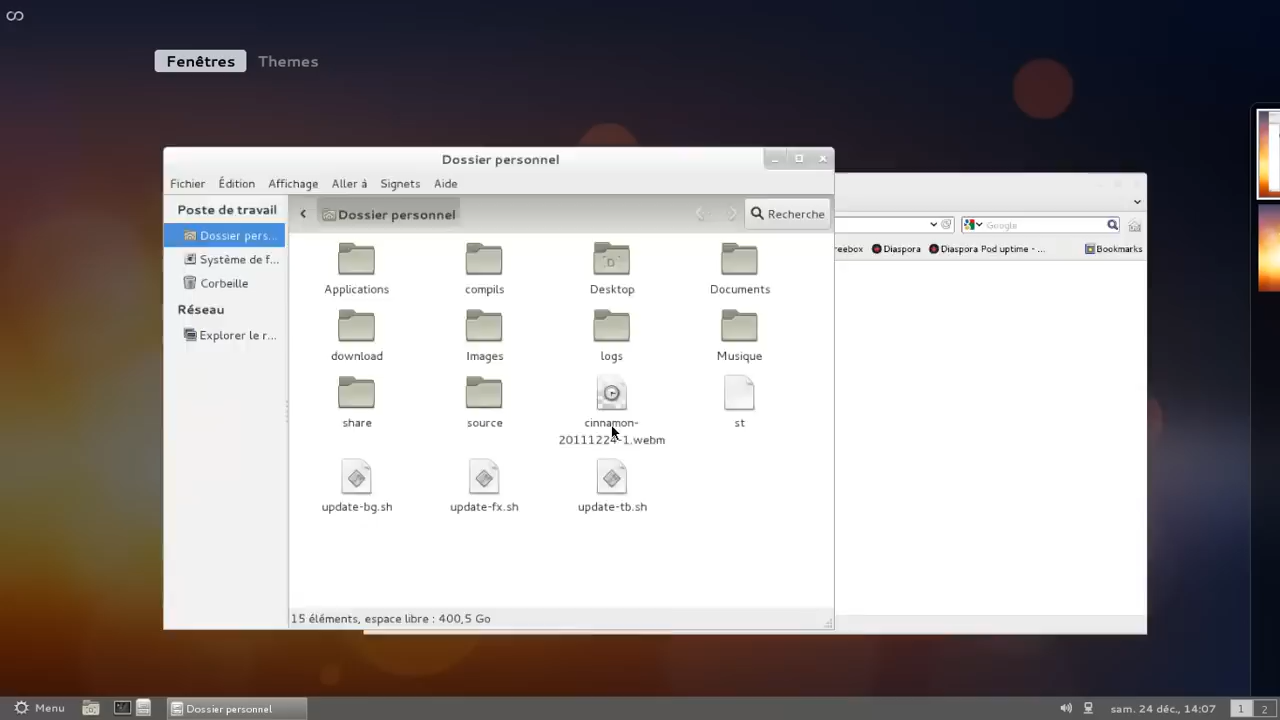 Fenêtres Themes
Dossier personnel
Fichier Édition Affichage Aller à Signets Aide
Poste de travail
Dossier pers...
Système de f...
Corbeille
Réseau
Explorer le r...
Dossier personnel
Recherche
Applications compils Desktop Documents
download Images logs Musique
share source cinnamon-
20111224-1.webm st
update-bg.sh update-fx.sh update-tb.sh
15 éléments, espace libre : 400,5 Go
Google
eebox Diaspora Diaspora Pod uptime - ... Bookmarks
Menu Dossier personnel sam. 24 déc., 14:07 1 2